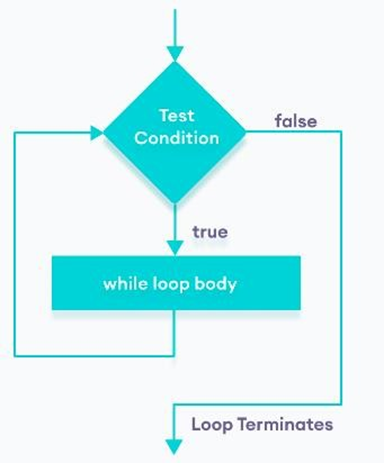 Test
Condition
false
true
while loop body
Loop Terminates